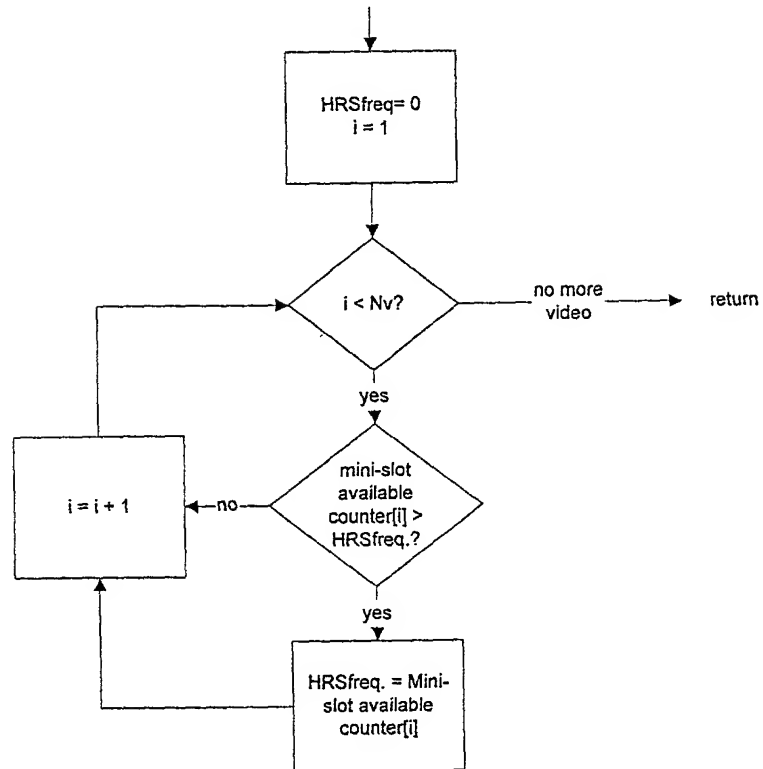 HRSfreq= 0
i = 1
i < Nv?
no more
video
return
yes
mini-slot
available
counter[i] >
HRSfreq.?
no
i = i + 1
yes
HRSfreq. = Mini-
slot available
counter[i]